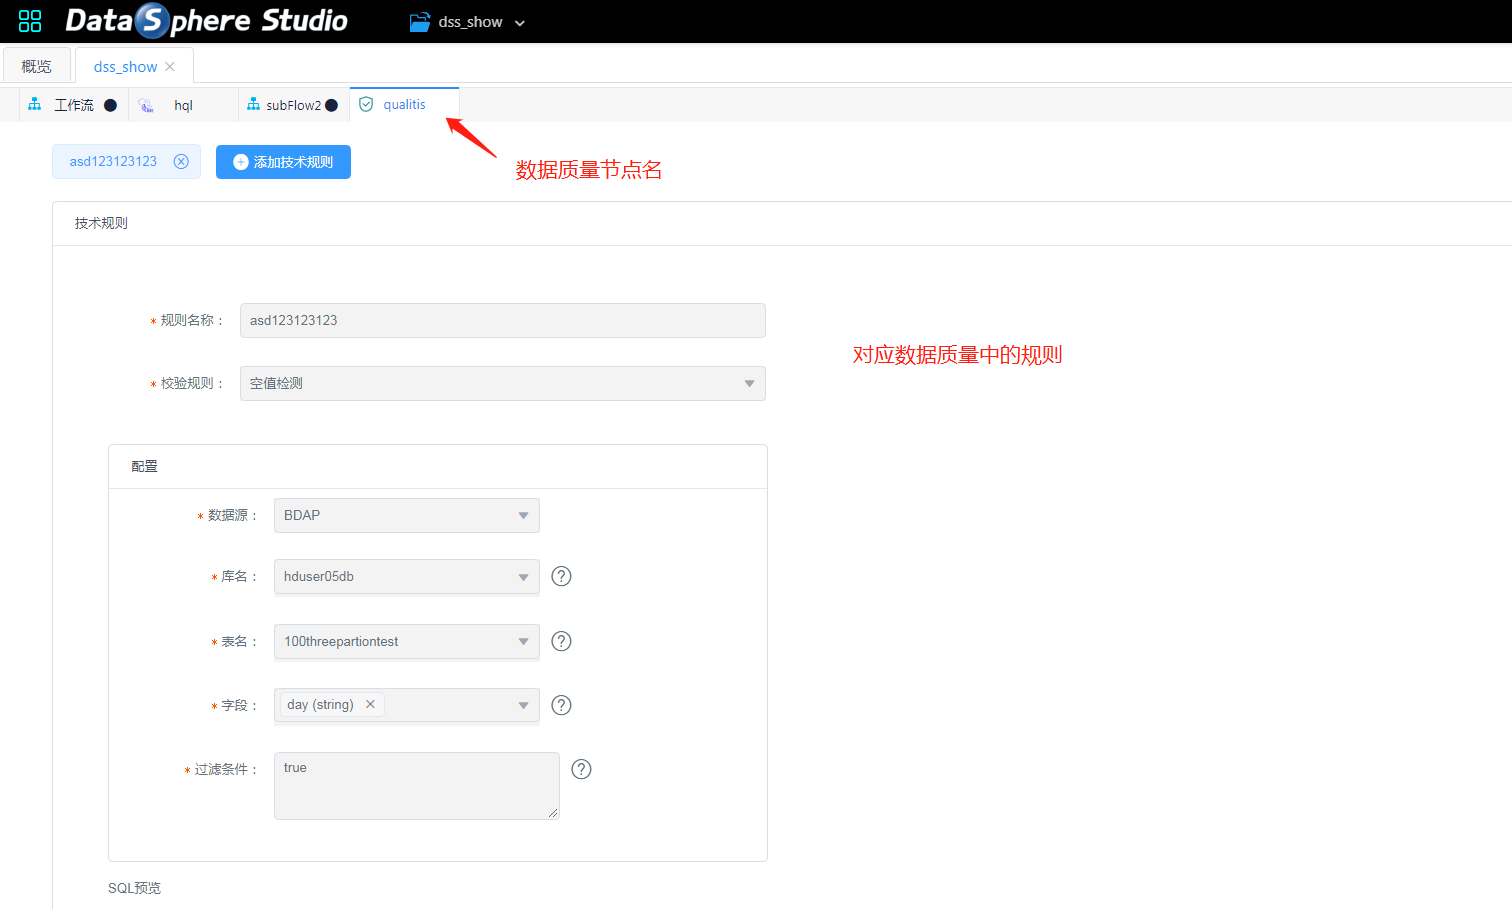 DataSphere Studio
dss_show
概览
dss_show
工作流
hql
subFlow2
qualitis
asd123123123
添加技术规则
数据质量节点名
技术规则
* 规则名称：
asd123123123
对应数据质量中的规则
* 校验规则：
空值检测
配置
* 数据源：
BDAP
* 库名：
hduser05db
* 表名：
100threepartiontest
* 字段：
day (string)
* 过滤条件：
true
SQL预览